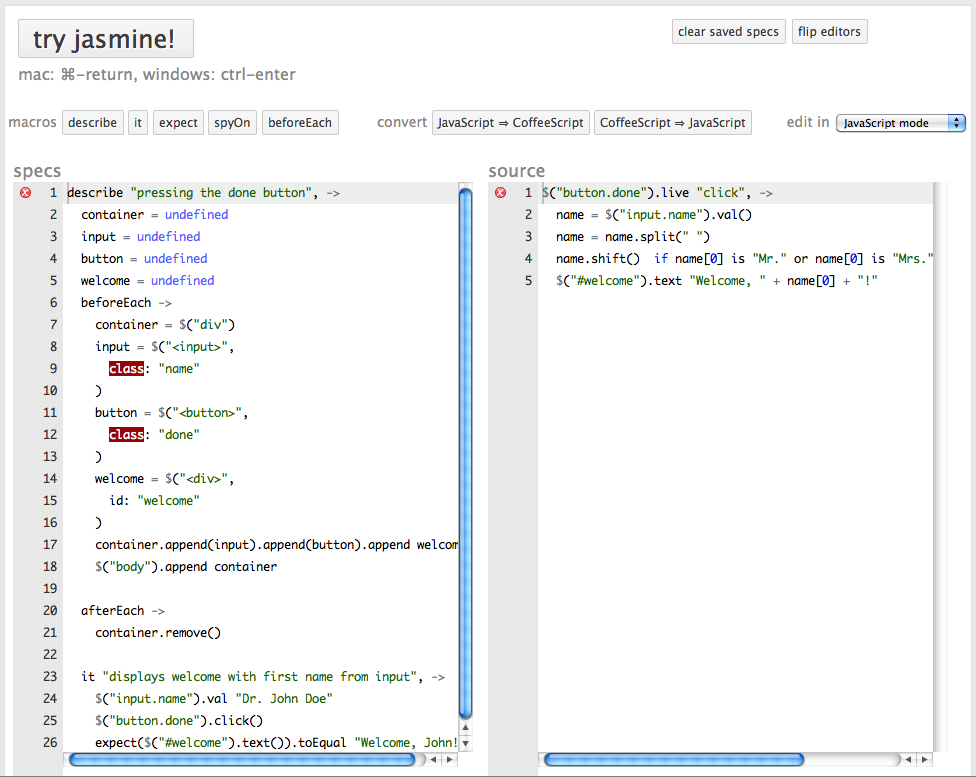 try jasmine!
clear saved specs
flip editors
mac: ⌘-return, windows: ctrl-enter
macros describe it expect spyOn beforeEach
convert JavaScript ⇒ CoffeeScript CoffeeScript ⇒ JavaScript
edit in JavaScript mode
specs
1 describe "pressing the done button", ->
2 container = undefined
3 input = undefined
4 button = undefined
5 welcome = undefined
6 beforeEach ->
7 container = $("div")
8 input = $("<input>",
9 class: "name"
10 )
11 button = $("<button>",
12 class: "done"
13 )
14 welcome = $("<div>",
15 id: "welcome"
16 )
17 container.append(input).append(button).append welcom
18 $("body").append container
19
20 afterEach ->
21 container.remove()
22
23 it "displays welcome with first name from input", ->
24 $("input.name").val "Dr. John Doe"
25 $("button.done").click()
26 expect($("#welcome").text()).toEqual "Welcome, John!
source
1 $("button.done").live "click", ->
2 name = $("input.name").val()
3 name = name.split(" ")
4 name.shift() if name[0] is "Mr." or name[0] is "Mrs."
5 $("#welcome").text "Welcome, " + name[0] + "!"